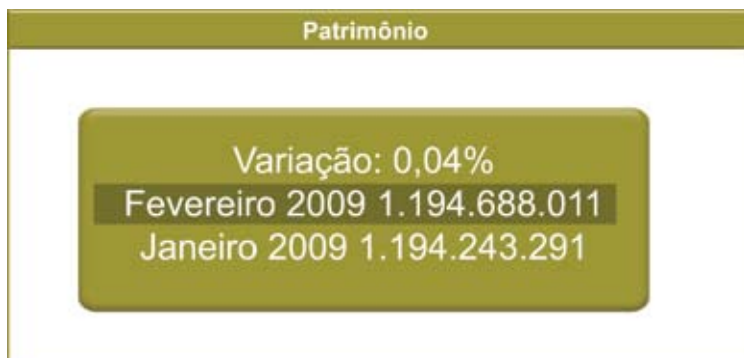 Patrimônio
Variação: 0,04%
Fevereiro 2009 1.194.688.011
Janeiro 2009 1.194.243.291